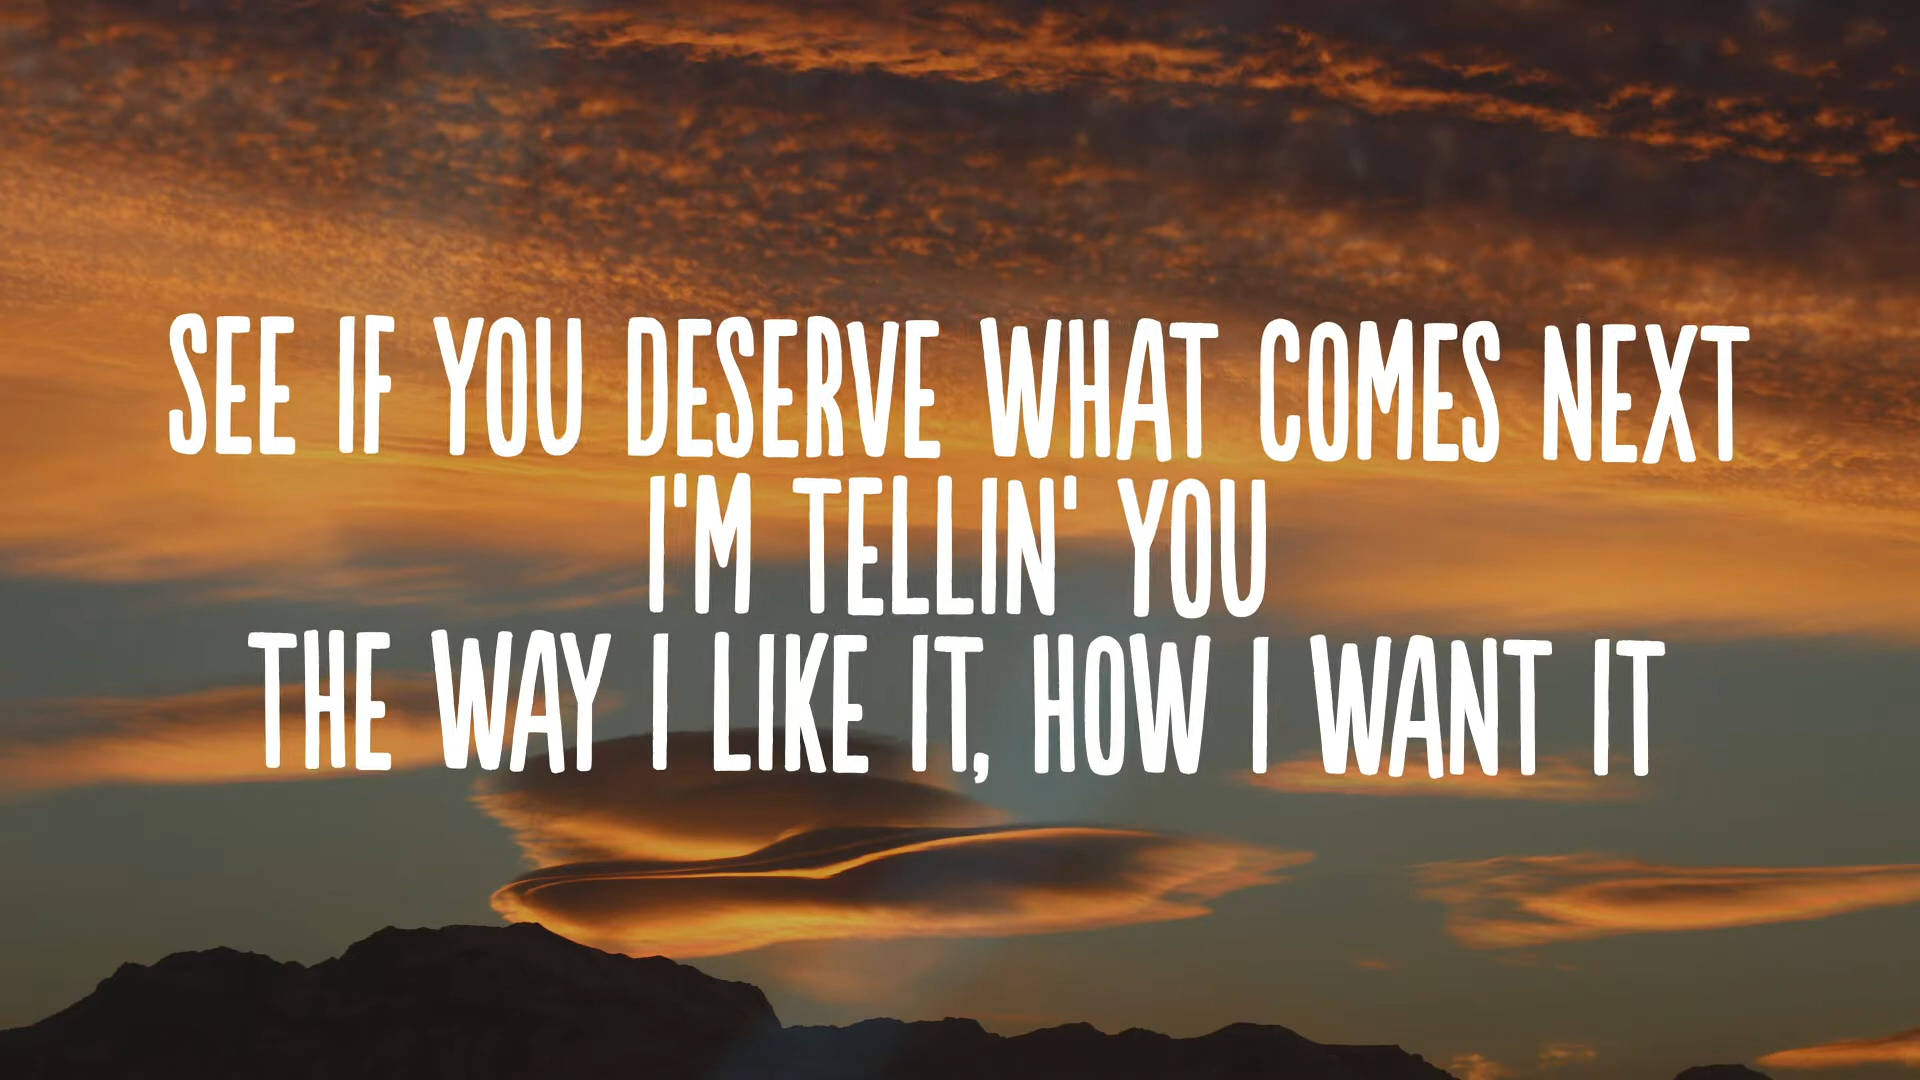 SEE IF YOU DESERVE WHAT COMES NEXT
I'M TELLIN' YOU
THE WAY I LIKE IT, HOW I WANT IT